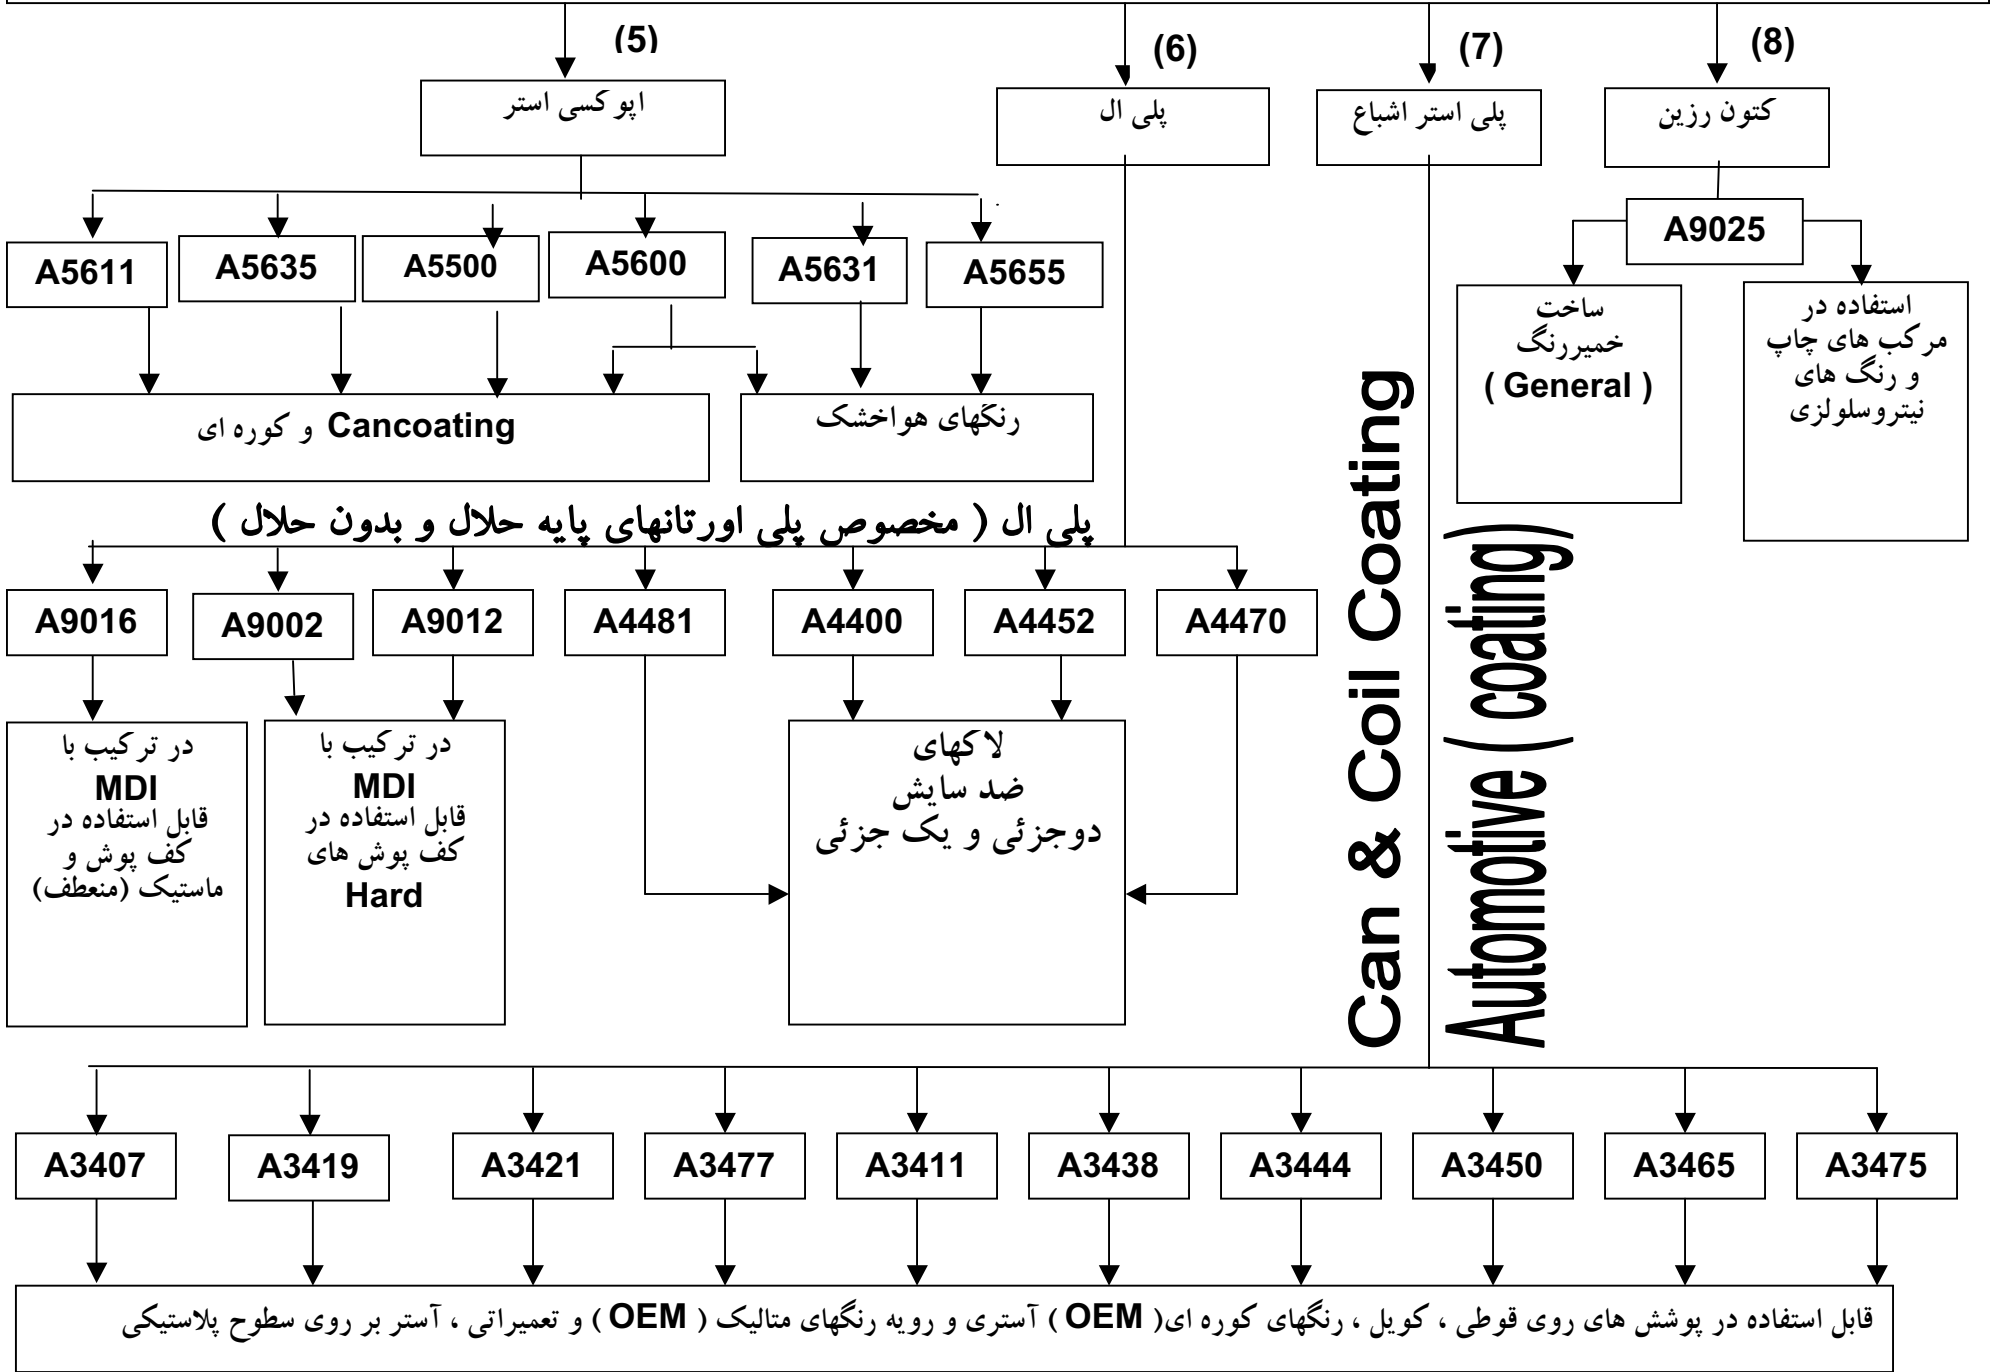 (5)
(6)
(7)
(8)
اپوکسی استر
پلی ال
پلی استر اشباع
کتون رزین
A5611
A5635
A5500
A5600
A5631
A5655
A9025
Cancoating و کوره ای
رنگهای هواخشک
ساخت
خمیررنگ
( General )
استفاده در
مرکب های چاپ
و رنگ های
نیتروسلولزی
پلی ال ( مخصوص پلی اورتانهای پایه حلال و بدون حلال )
A9016
A9002
A9012
A4481
A4400
A4452
A4470
در ترکیب با
MDI
قابل استفاده در
کف پوش و
ماستیک (منعطف)
در ترکیب با
MDI
قابل استفاده در
کف پوش های
Hard
لاکهای
ضد سایش
دوجزئی و یک جزئی
Can & Coil Coating
Automotive ( coating)
A3407
A3419
A3421
A3477
A3411
A3438
A3444
A3450
A3465
A3475
قابل استفاده در پوشش های روی قوطی ، کویل ، رنگهای کوره ای( OEM ) آستری و رویه رنگهای متالیک ( OEM ) و تعمیراتی ، آستر بر روی سطوح پلاستیکی